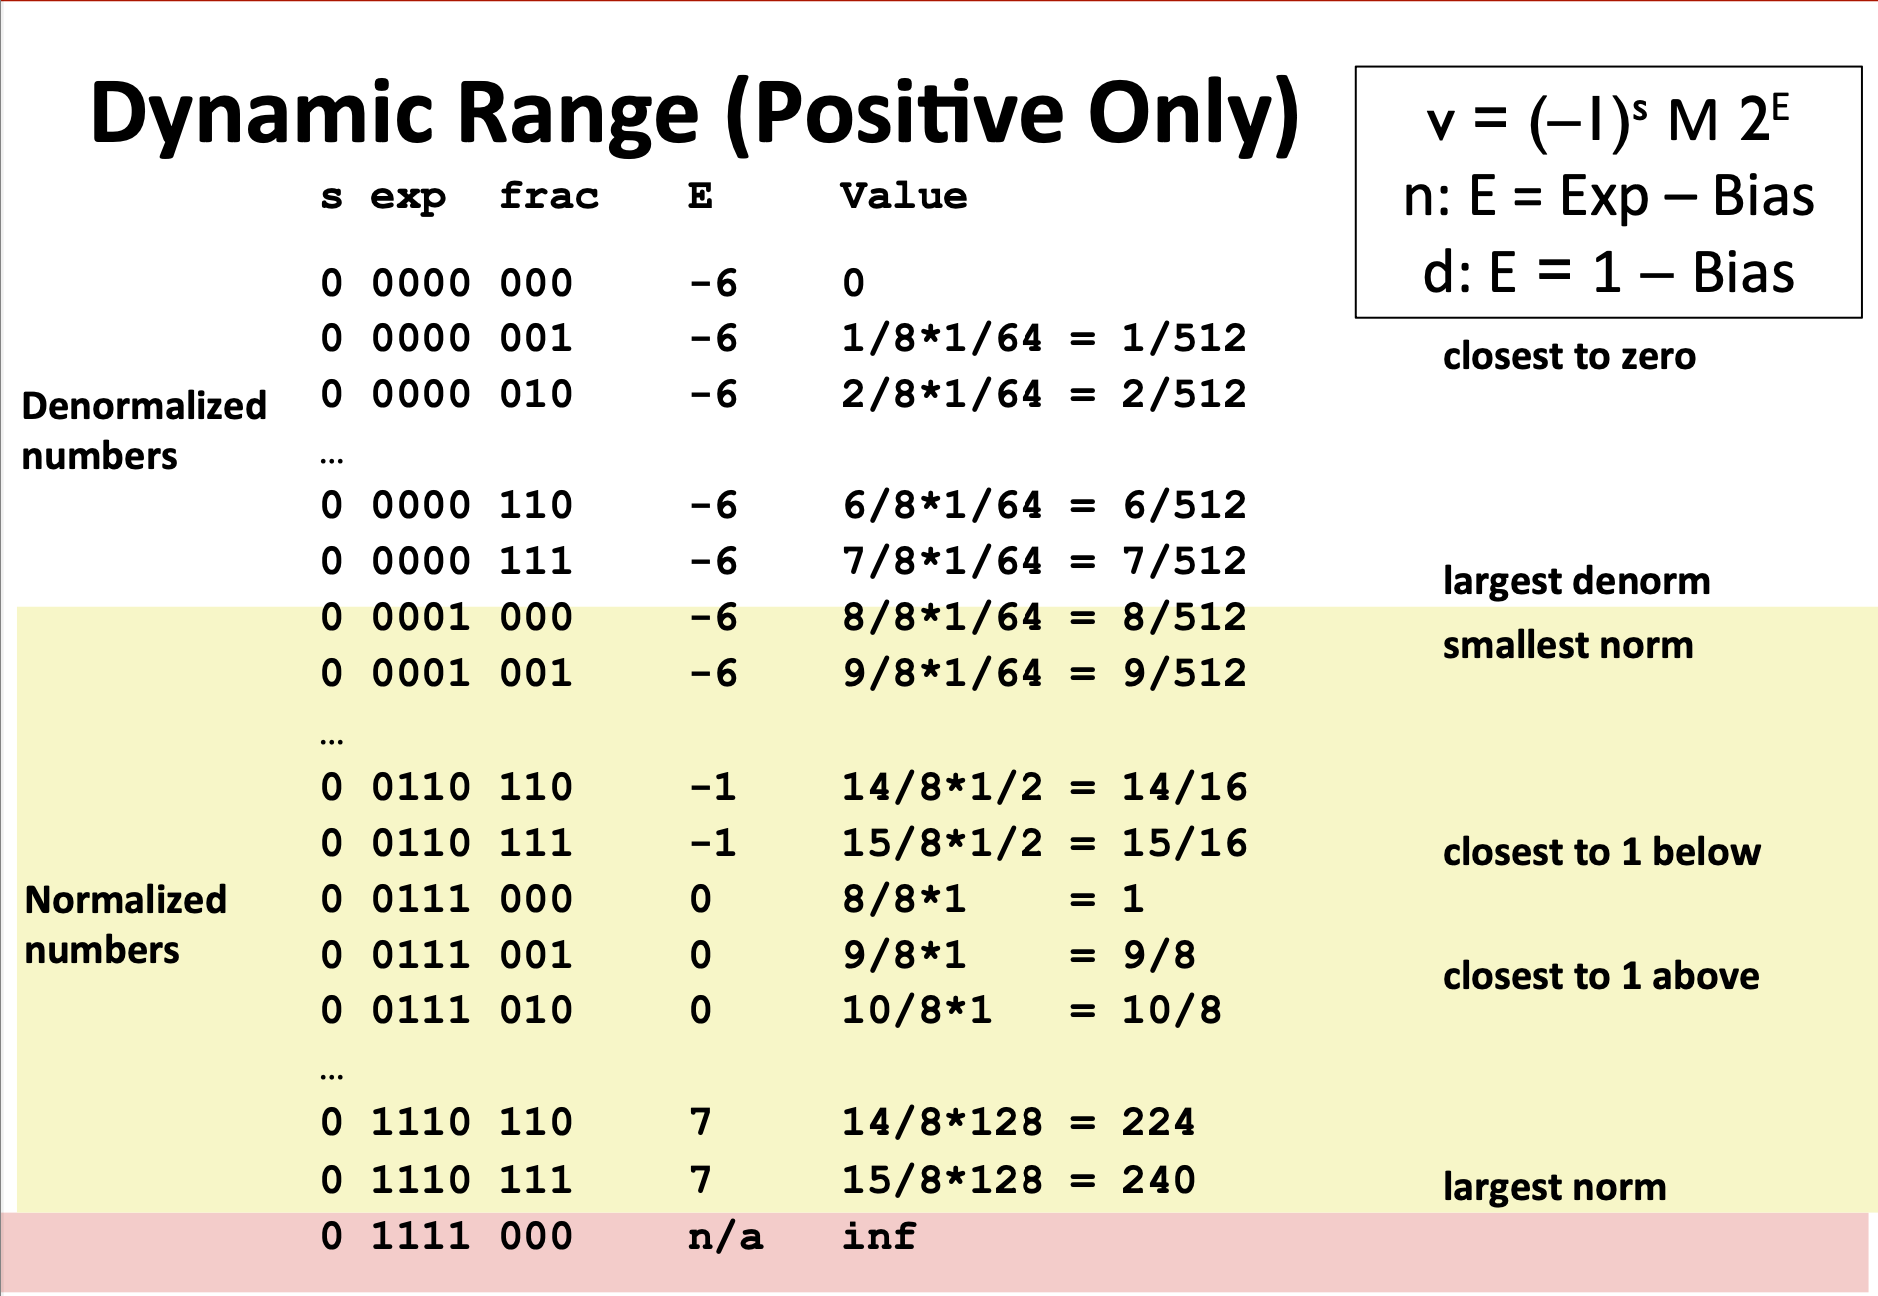 Dynamic Range (Positive Only)
v = (–1)ˢ M 2ᴱ
n: E = Exp – Bias
d: E = 1 – Bias
s exp frac E Value
0 0000 000 -6 0
0 0000 001 -6 1/8*1/64 = 1/512 closest to zero
0 0000 010 -6 2/8*1/64 = 2/512
Denormalized
numbers
…
0 0000 110 -6 6/8*1/64 = 6/512
0 0000 111 -6 7/8*1/64 = 7/512 largest denorm
0 0001 000 -6 8/8*1/64 = 8/512 smallest norm
0 0001 001 -6 9/8*1/64 = 9/512
…
0 0110 110 -1 14/8*1/2 = 14/16
0 0110 111 -1 15/8*1/2 = 15/16 closest to 1 below
Normalized
numbers
0 0111 000 0 8/8*1 = 1
0 0111 001 0 9/8*1 = 9/8 closest to 1 above
0 0111 010 0 10/8*1 = 10/8
…
0 1110 110 7 14/8*128 = 224
0 1110 111 7 15/8*128 = 240 largest norm
0 1111 000 n/a inf